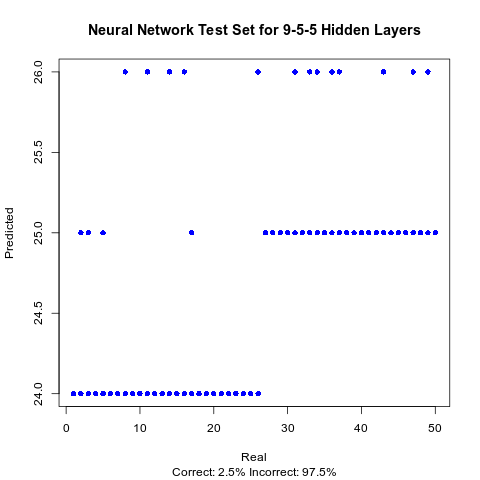 Neural Network Test Set for 9-5-5 Hidden Layers
26.0
25.5
Predicted
25.0
24.5
24.0
0 10 20 30 40 50
Real
Correct: 2.5% Incorrect: 97.5%